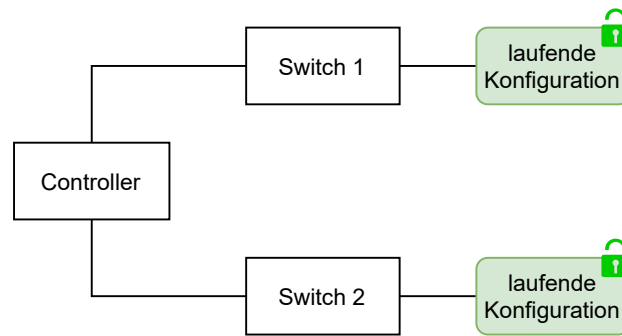 Switch 1
laufende
Konfiguration
Controller
Switch 2
laufende
Konfiguration